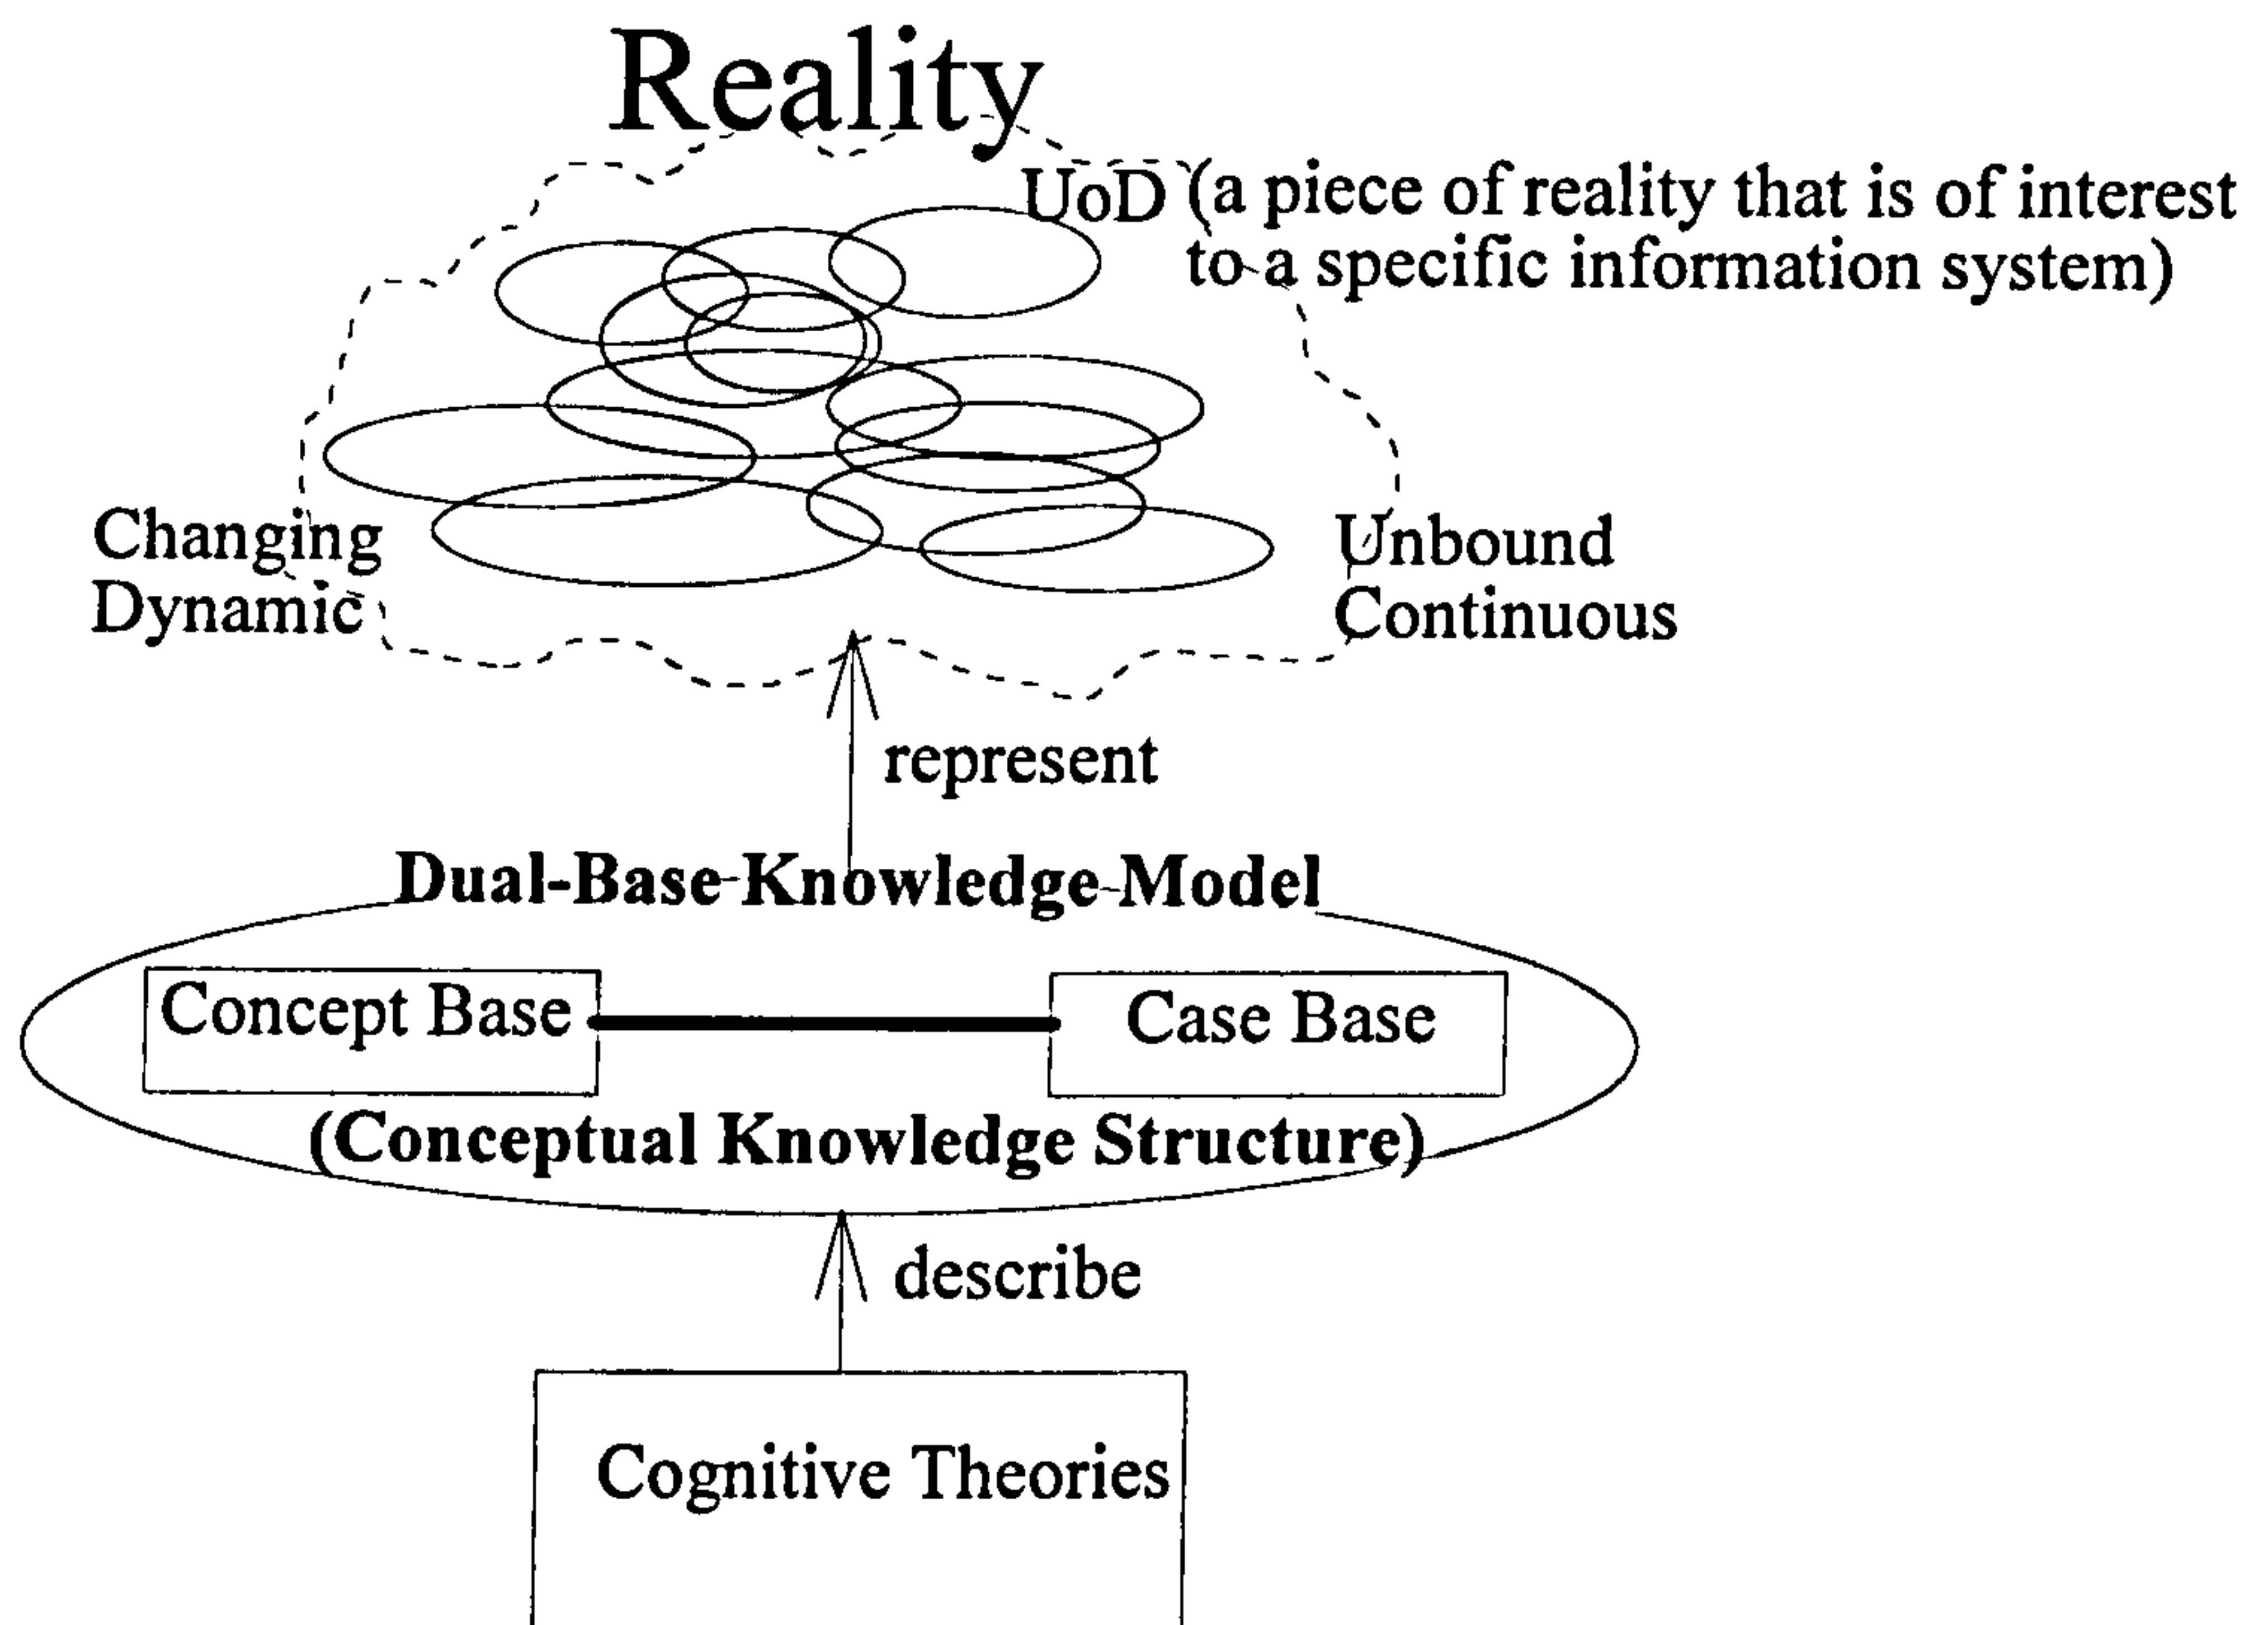 Reality
UoD (a piece of reality that is of interest
to a specific information system)
Changing
Dynamic
Unbound
Continuous
represent
Dual-Base Knowledge Model
Concept Base
Case Base
(Conceptual Knowledge Structure)
describe
Cognitive Theories